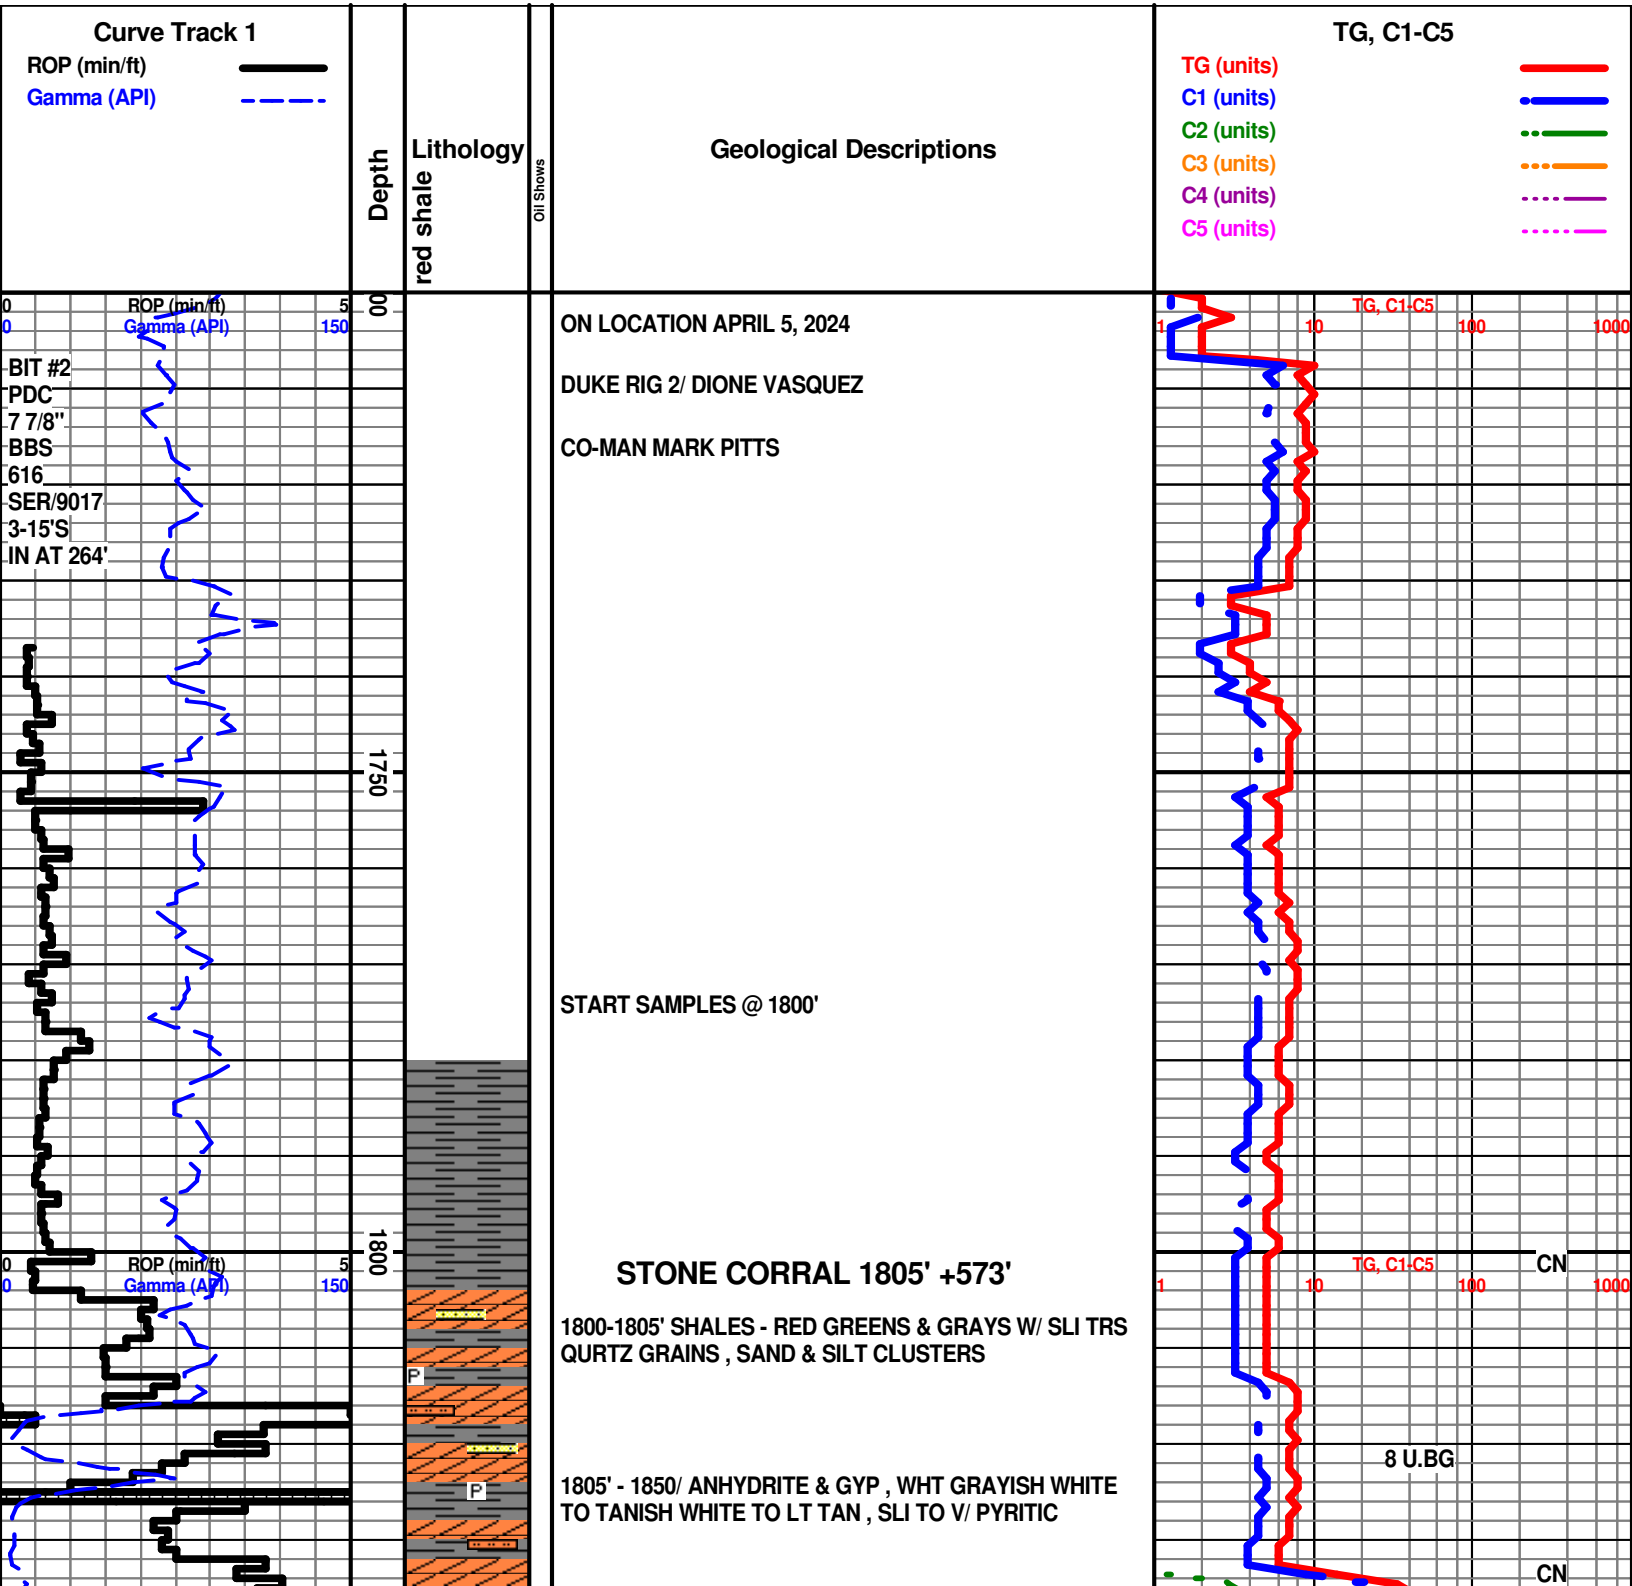 Curve Track 1
ROP (min/ft)
Gamma (API)
Depth
Lithology
red shale
Oil Shows
Geological Descriptions
TG, C1-C5
TG (units)
C1 (units)
C2 (units)
C3 (units)
C4 (units)
C5 (units)
0 ROP (min/ft) 5
0 Gamma (API) 150
00
TG, C1-C5
1 10 100 1000
ON LOCATION APRIL 5, 2024
BIT #2
PDC
7 7/8"
BBS
616
SER/9017
3-15'S
IN AT 264'
DUKE RIG 2/ DIONE VASQUEZ
CO-MAN MARK PITTS
1750
START SAMPLES @ 1800'
1800
0 ROP (min/ft) 5
0 Gamma (API) 150
STONE CORRAL 1805' +573'
TG, C1-C5
CN
1 10 100 1000
1800-1805' SHALES - RED GREENS & GRAYS W/ SLI TRS
QURTZ GRAINS , SAND & SILT CLUSTERS
P
8 U.BG
P
1805' - 1850/ ANHYDRITE & GYP , WHT GRAYISH WHITE
TO TANISH WHITE TO LT TAN , SLI TO V/ PYRITIC
CN